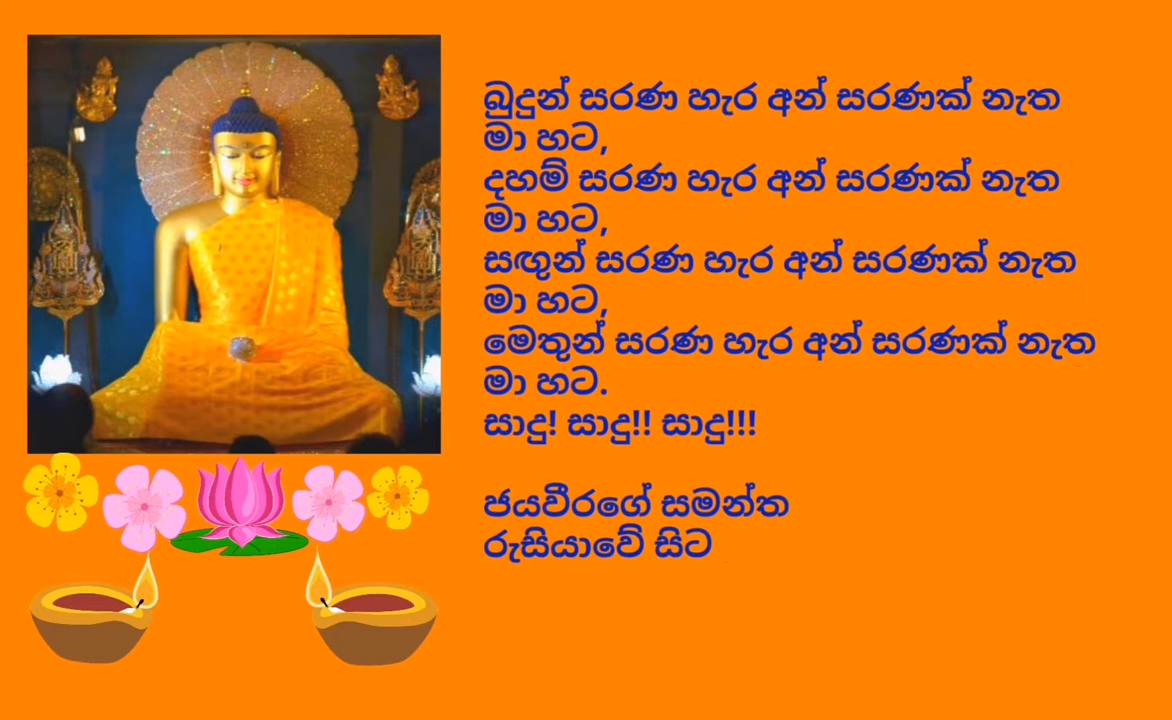 බුදුන් සරණ හැර අන් සරණක් නැත
මා හට,
දහම් සරණ හැර අන් සරණක් නැත
මා හට,
සඟුන් සරණ හැර අන් සරණක් නැත
මා හට,
මෙතුන් සරණ හැර අන් සරණක් නැත
මා හට.
සාදු! සාදු!! සාදු!!!
ජයවීරගේ සමන්ත
රුසියාවේ සිට